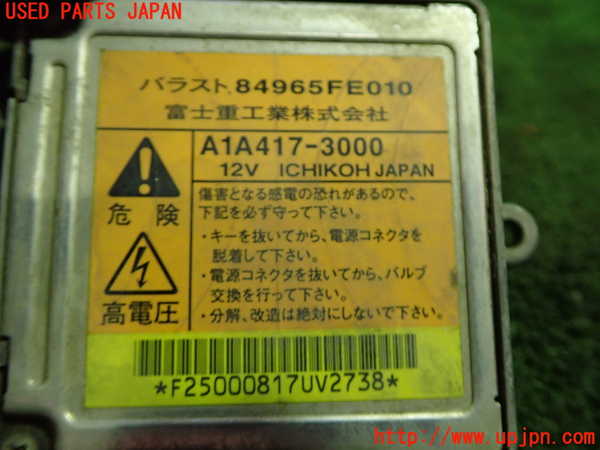 USED PARTS JAPAN
バラスト 84965FE010
富士重工業株式会社
A1A417-3000
12V ICHIKOH JAPAN
危険
傷害となる感電の恐れがあるので、
下記を必ず守って下さい。
・キーを抜いてから、電源コネクタを
脱着して下さい。
・電源コネクタを抜いてから、バルブ
交換を行って下さい。
・分解、改造は絶対にしないで下さい。
高電圧
*F25000817UV2738*
http://www.upjpn.com